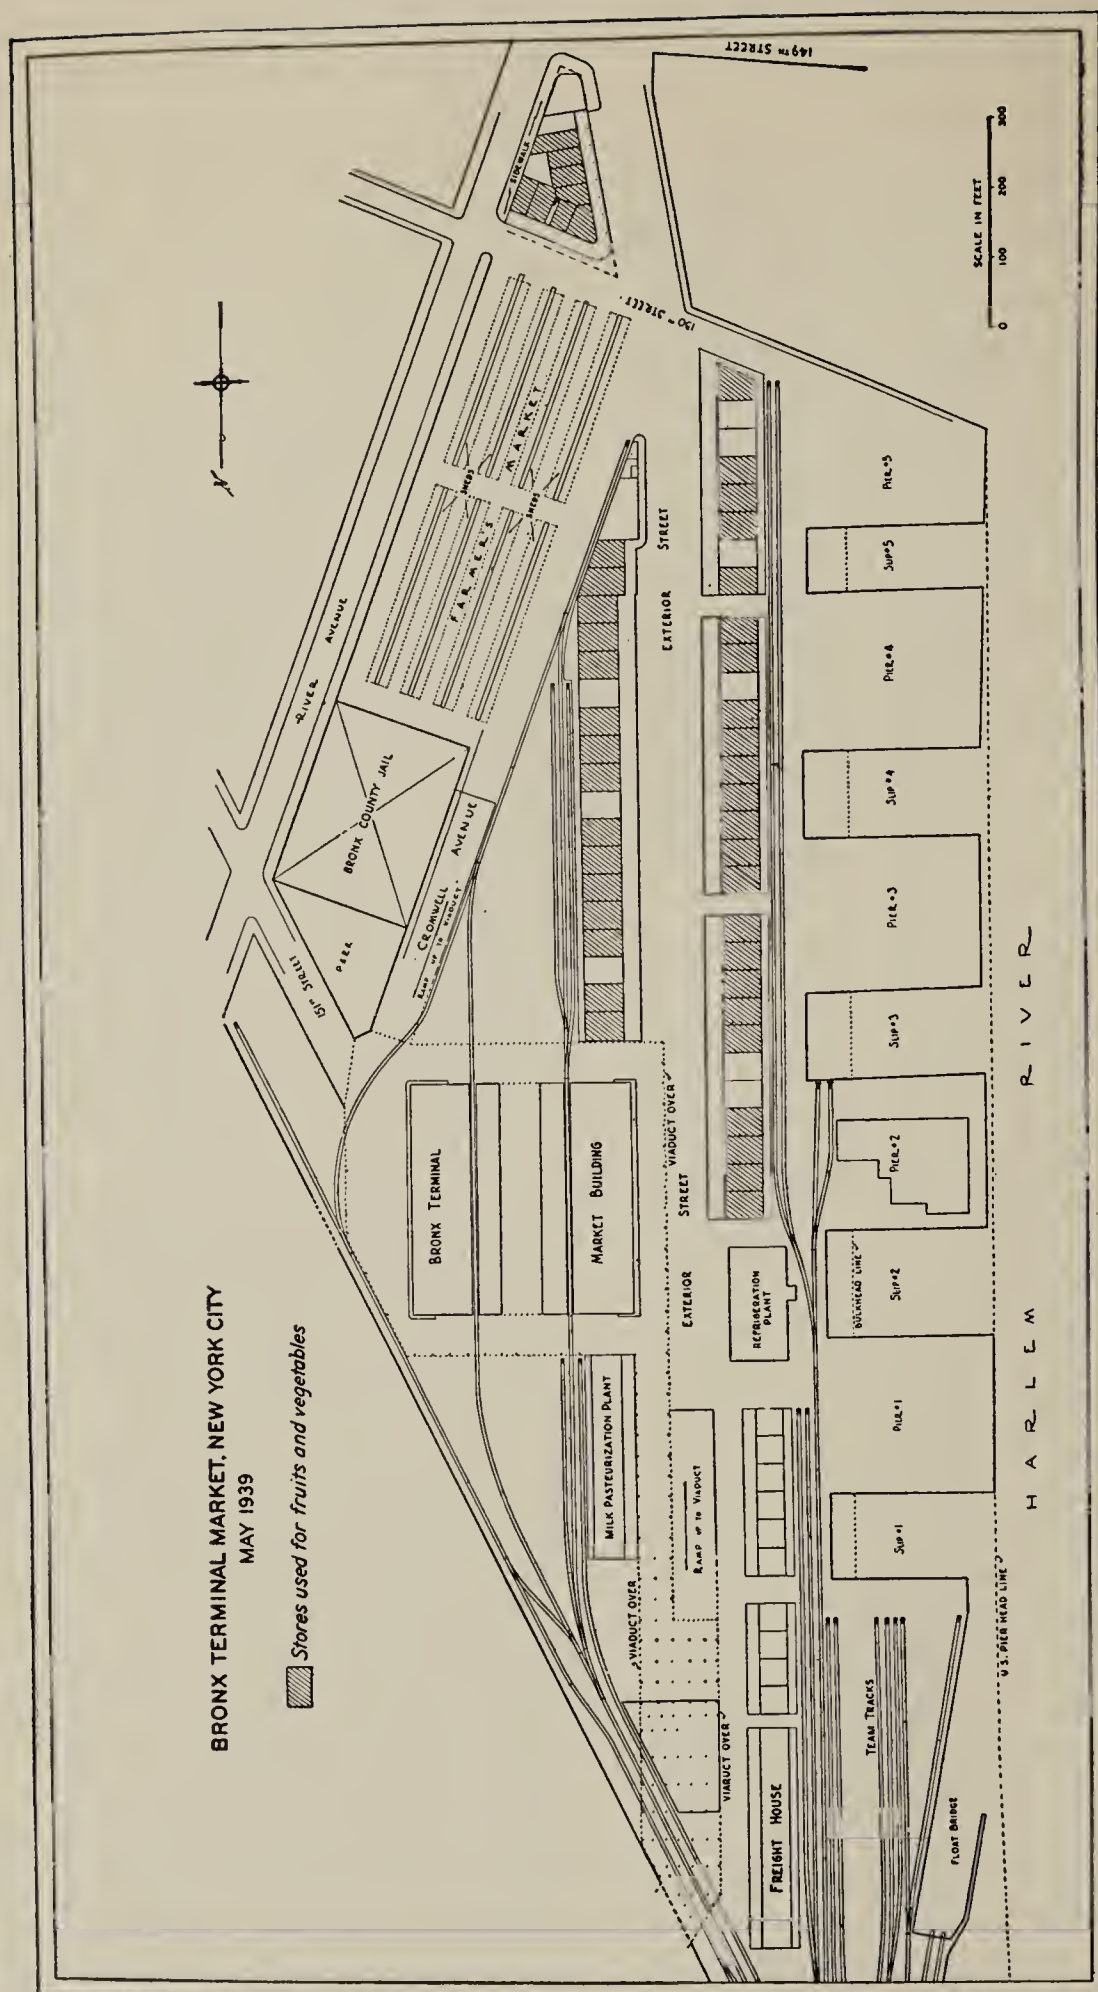 BRONX TERMINAL MARKET, NEW YORK CITY
MAY 1939
Stores used for fruits and vegetables
N
149TH STREET
SIDEWALK
150TH STREET
SCALE IN FEET
0 100 200 300
RIVER AVENUE
FARMER'S MARKET
SHEDS
SHEDS
BRONX COUNTY JAIL
PARK
151ST STREET
CROMWELL AVENUE
RAMP UP TO VIADUCT
EXTERIOR STREET
BRONX TERMINAL
MARKET BUILDING
VIADUCT OVER
EXTERIOR STREET
MILK PASTEURIZATION PLANT
REFRIGERATION
PLANT
RAMP UP TO VIADUCT
VIADUCT OVER
VIARUCT OVER
FREIGHT HOUSE
TEAM TRACKS
FLOAT BRIDGE
SLIP#1
PIER#1
BULKHEAD LINE
SLIP#2
PIER#2
SLIP#3
PIER#3
SLIP#4
PIER#4
SLIP#5
PIER#5
U.S. PIER HEAD LINE
HARLEM RIVER